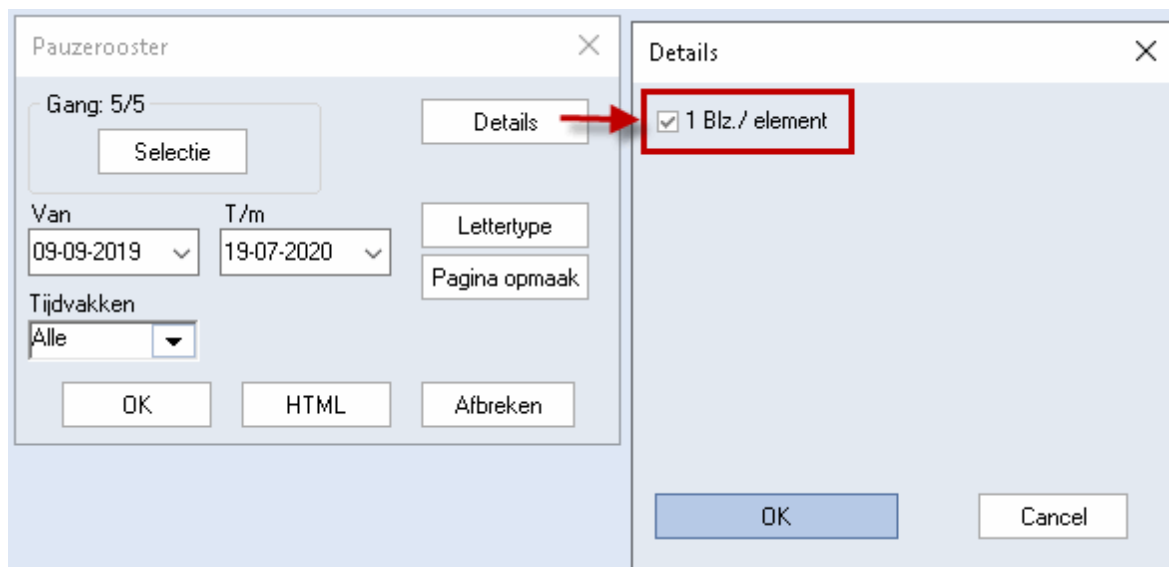 Pauzerooster
Gang: 5/5
Selectie
Details
Van
T/m
09-09-2019
19-07-2020
Lettertype
Pagina opmaak
Tijdvakken
Alle
OK
HTML
Afbreken
Details
1 Blz./ element
OK
Cancel